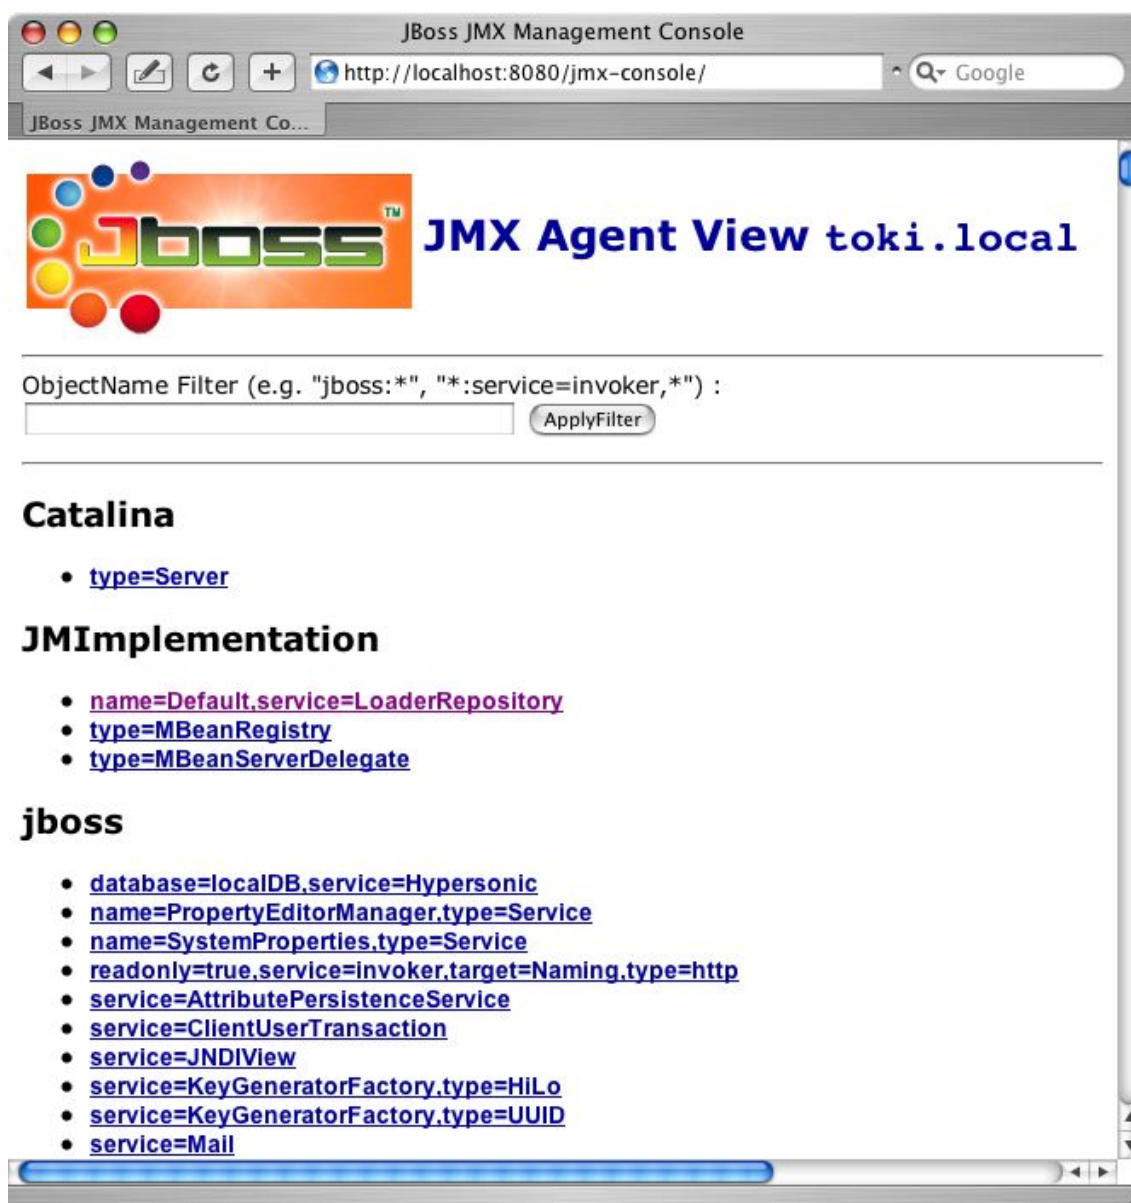 JBoss JMX Management Console
http://localhost:8080/jmx-console/
Google
JBoss JMX Management Co...
Jboss TM
JMX Agent View toki.local
ObjectName Filter (e.g. "jboss:*", "*:service=invoker,*") :
ApplyFilter
Catalina
type=Server
JMImplementation
name=Default,service=LoaderRepository
type=MBeanRegistry
type=MBeanServerDelegate
jboss
database=localDB,service=Hypersonic
name=PropertyEditorManager,type=Service
name=SystemProperties,type=Service
readonly=true,service=invoker,target=Naming,type=http
service=AttributePersistenceService
service=ClientUserTransaction
service=JNDIView
service=KeyGeneratorFactory,type=HiLo
service=KeyGeneratorFactory,type=UUID
service=Mail